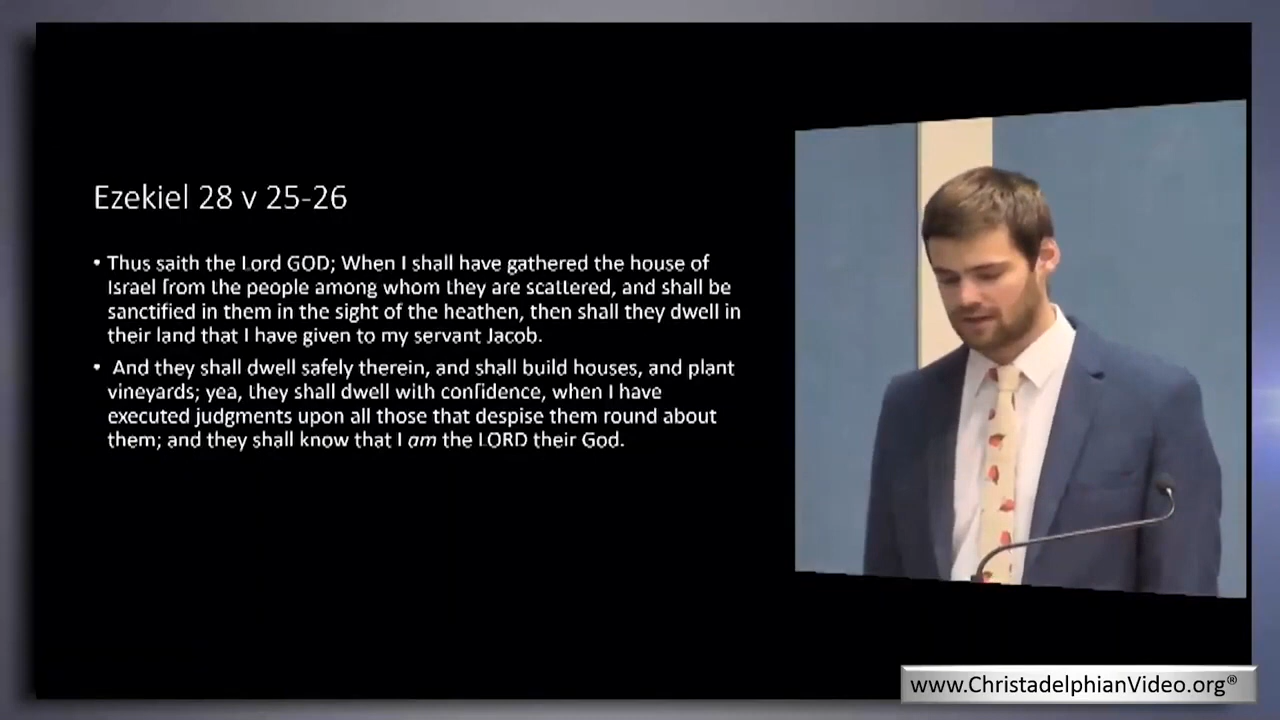 Ezekiel 28 v 25-26
• Thus saith the Lord GOD; When I shall have gathered the house of
Israel from the people among whom they are scattered, and shall be
sanctified in them in the sight of the heathen, then shall they dwell in
their land that I have given to my servant Jacob.
• And they shall dwell safely therein, and shall build houses, and plant
vineyards; yea, they shall dwell with confidence, when I have
executed judgments upon all those that despise them round about
them; and they shall know that I am the LORD their God.
www.ChristadelphianVideo.org®